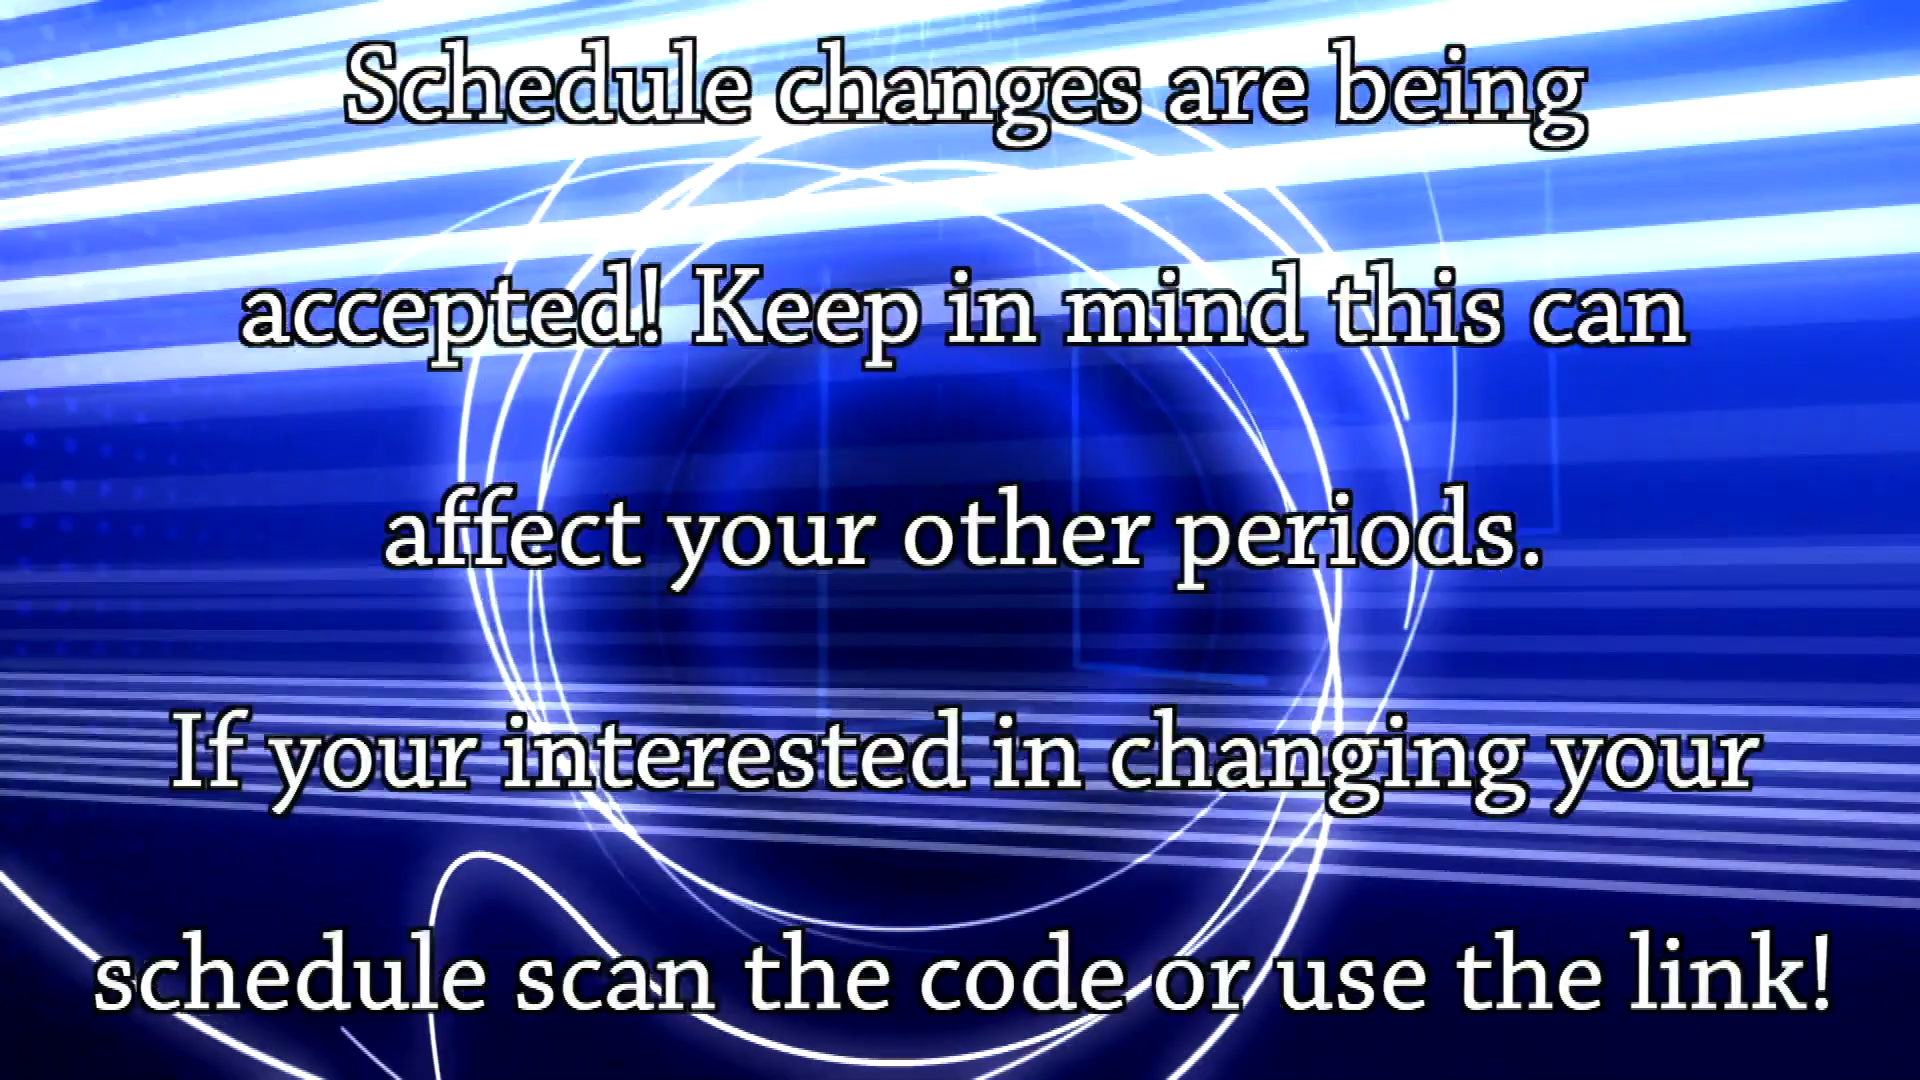 Schedule changes are being
accepted! Keep in mind this can
affect your other periods.
If your interested in changing your
schedule scan the code or use the link!